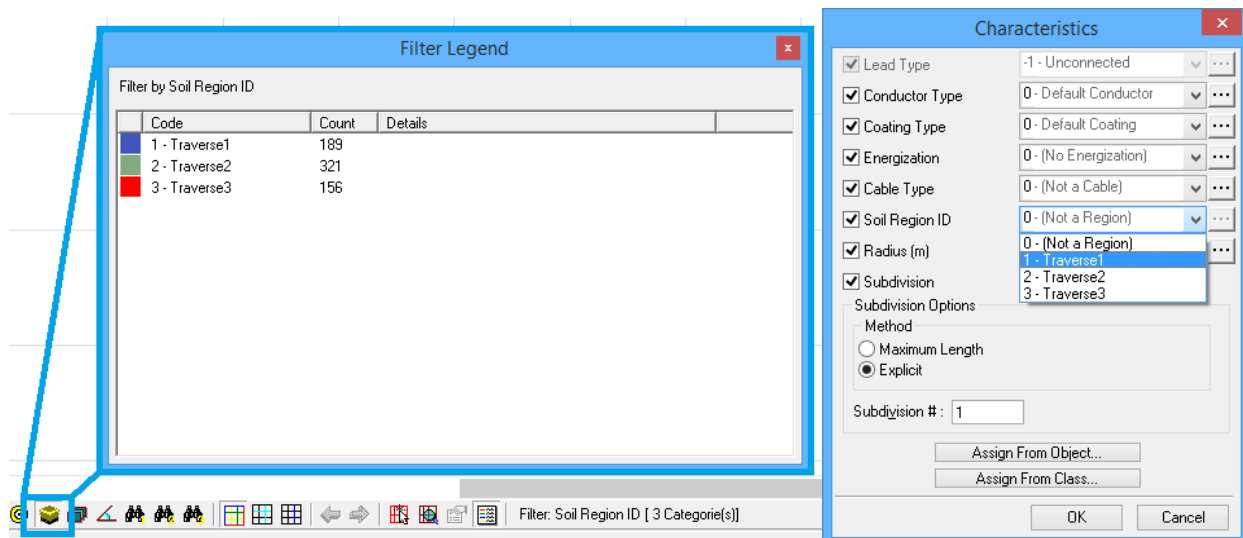 Filter Legend
x
Filter by Soil Region ID
Code Count Details
1 - Traverse1 189
2 - Traverse2 321
3 - Traverse3 156
Filter: Soil Region ID [ 3 Categorie(s)]
Characteristics
×
Lead Type -1 - Unconnected ...
Conductor Type 0 - Default Conductor ...
Coating Type 0 - Default Coating ...
Energization 0 - (No Energization) ...
Cable Type 0 - (Not a Cable) ...
Soil Region ID 0 - (Not a Region) ...
0 - (Not a Region)
Radius (m) ...
1 - Traverse1
2 - Traverse2
Subdivision
3 - Traverse3
Subdivision Options
Method
Maximum Length
Explicit
Subdivision # : 1
Assign From Object...
Assign From Class...
OK Cancel